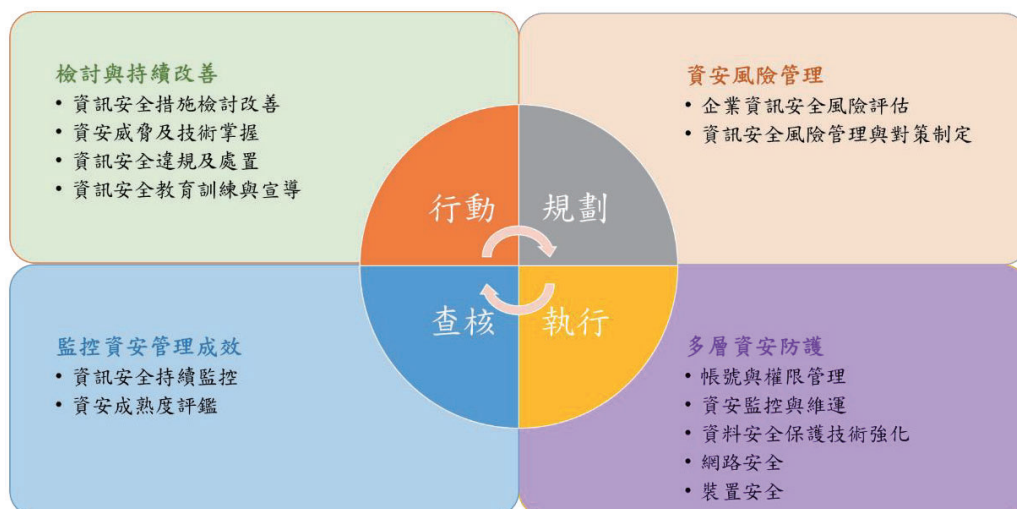 檢討與持續改善
• 資訊安全措施檢討改善
• 資安威脅及技術掌握
• 資訊安全違規及處置
• 資訊安全教育訓練與宣導
資安風險管理
• 企業資訊安全風險評估
• 資訊安全風險管理與對策制定
行動
規劃
查核
執行
監控資安管理成效
• 資訊安全持續監控
• 資安成熟度評鑑
多層資安防護
• 帳號與權限管理
• 資安監控與維運
• 資料安全保護技術強化
• 網路安全
• 裝置安全